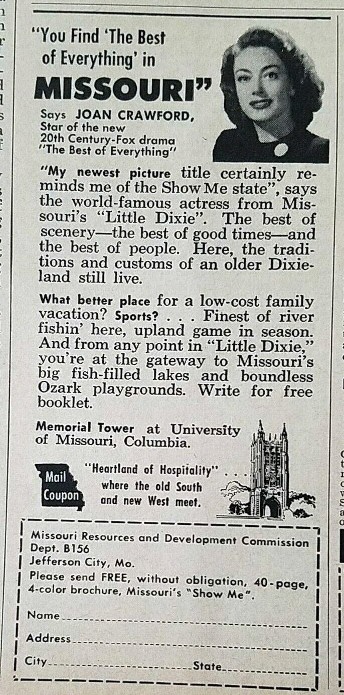 "You Find 'The Best
of Everything' in
MISSOURI"
Says JOAN CRAWFORD,
Star of the new
20th Century-Fox drama
"The Best of Everything"
"My newest picture title certainly re-
minds me of the Show Me state", says
the world-famous actress from Mis-
souri's "Little Dixie". The best of
scenery—the best of good times—and
the best of people. Here, the tradi-
tions and customs of an older Dixie-
land still live.
What better place for a low-cost family
vacation? Sports? . . . Finest of river
fishin' here, upland game in season.
And from any point in "Little Dixie,"
you're at the gateway to Missouri's
big fish-filled lakes and boundless
Ozark playgrounds. Write for free
booklet.
Memorial Tower at University
of Missouri, Columbia.
Mail
Coupon
"Heartland of Hospitality" . . .
where the old South
and new West meet.
Missouri Resources and Development Commission
Dept. B156
Jefferson City, Mo.
Please send FREE, without obligation, 40-page,
4-color brochure, Missouri's "Show Me".
Name
Address
City State